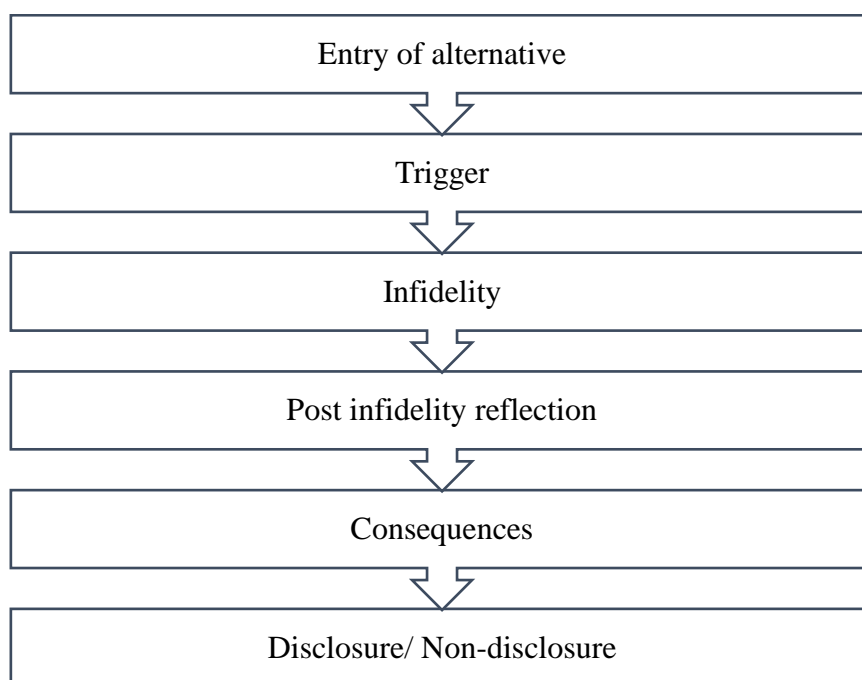 Entry of alternative
Trigger
Infidelity
Post infidelity reflection
Consequences
Disclosure/ Non-disclosure